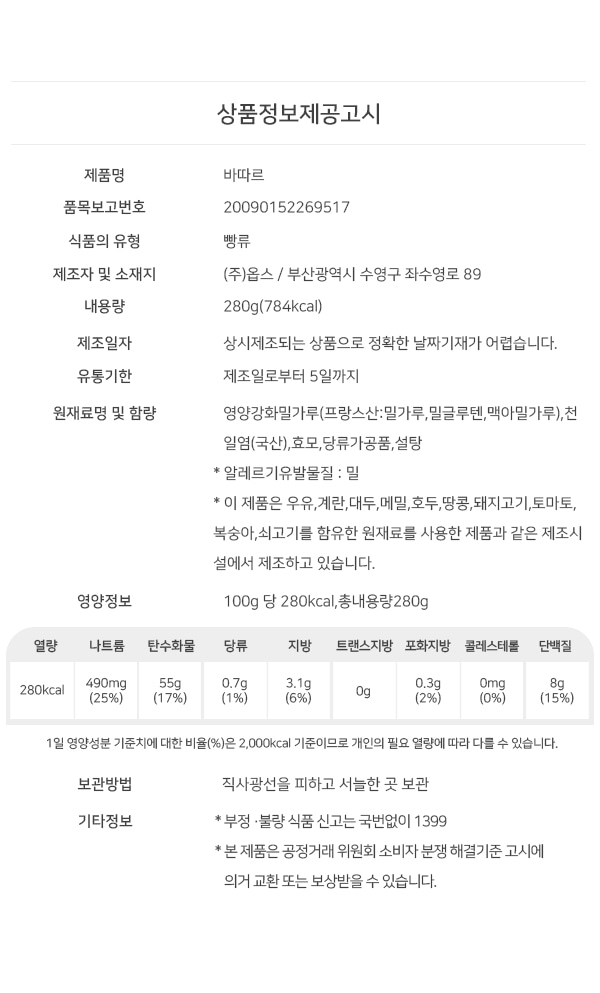 상품정보제공고시
제품명 바따르
품목보고번호 20090152269517
식품의 유형 빵류
제조자 및 소재지 (주)옵스 / 부산광역시 수영구 좌수영로 89
내용량 280g(784kcal)
제조일자 상시제조되는 상품으로 정확한 날짜기재가 어렵습니다.
유통기한 제조일로부터 5일까지
원재료명 및 함량 영양강화밀가루(프랑스산:밀가루,밀글루텐,맥아밀가루),천
일염(국산),효모,당류가공품,설탕
* 알레르기유발물질 : 밀
* 이 제품은 우유,계란,대두,메밀,호두,땅콩,돼지고기,토마토,
복숭아,쇠고기를 함유한 원재료를 사용한 제품과 같은 제조시
설에서 제조하고 있습니다.
영양정보 100g 당 280kcal,총내용량280g
열량 나트륨 탄수화물 당류 지방 트랜스지방 포화지방 콜레스테롤 단백질
280kcal 490mg 55g 0.7g 3.1g 0g 0.3g 0mg 8g
(25%) (17%) (1%) (6%) (2%) (0%) (15%)
1일 영양성분 기준치에 대한 비율(%)은 2,000kcal 기준이므로 개인의 필요 열량에 따라 다를 수 있습니다.
보관방법 직사광선을 피하고 서늘한 곳 보관
기타정보 * 부정 ·불량 식품 신고는 국번없이 1399
* 본 제품은 공정거래 위원회 소비자 분쟁 해결기준 고시에
의거 교환 또는 보상받을 수 있습니다.